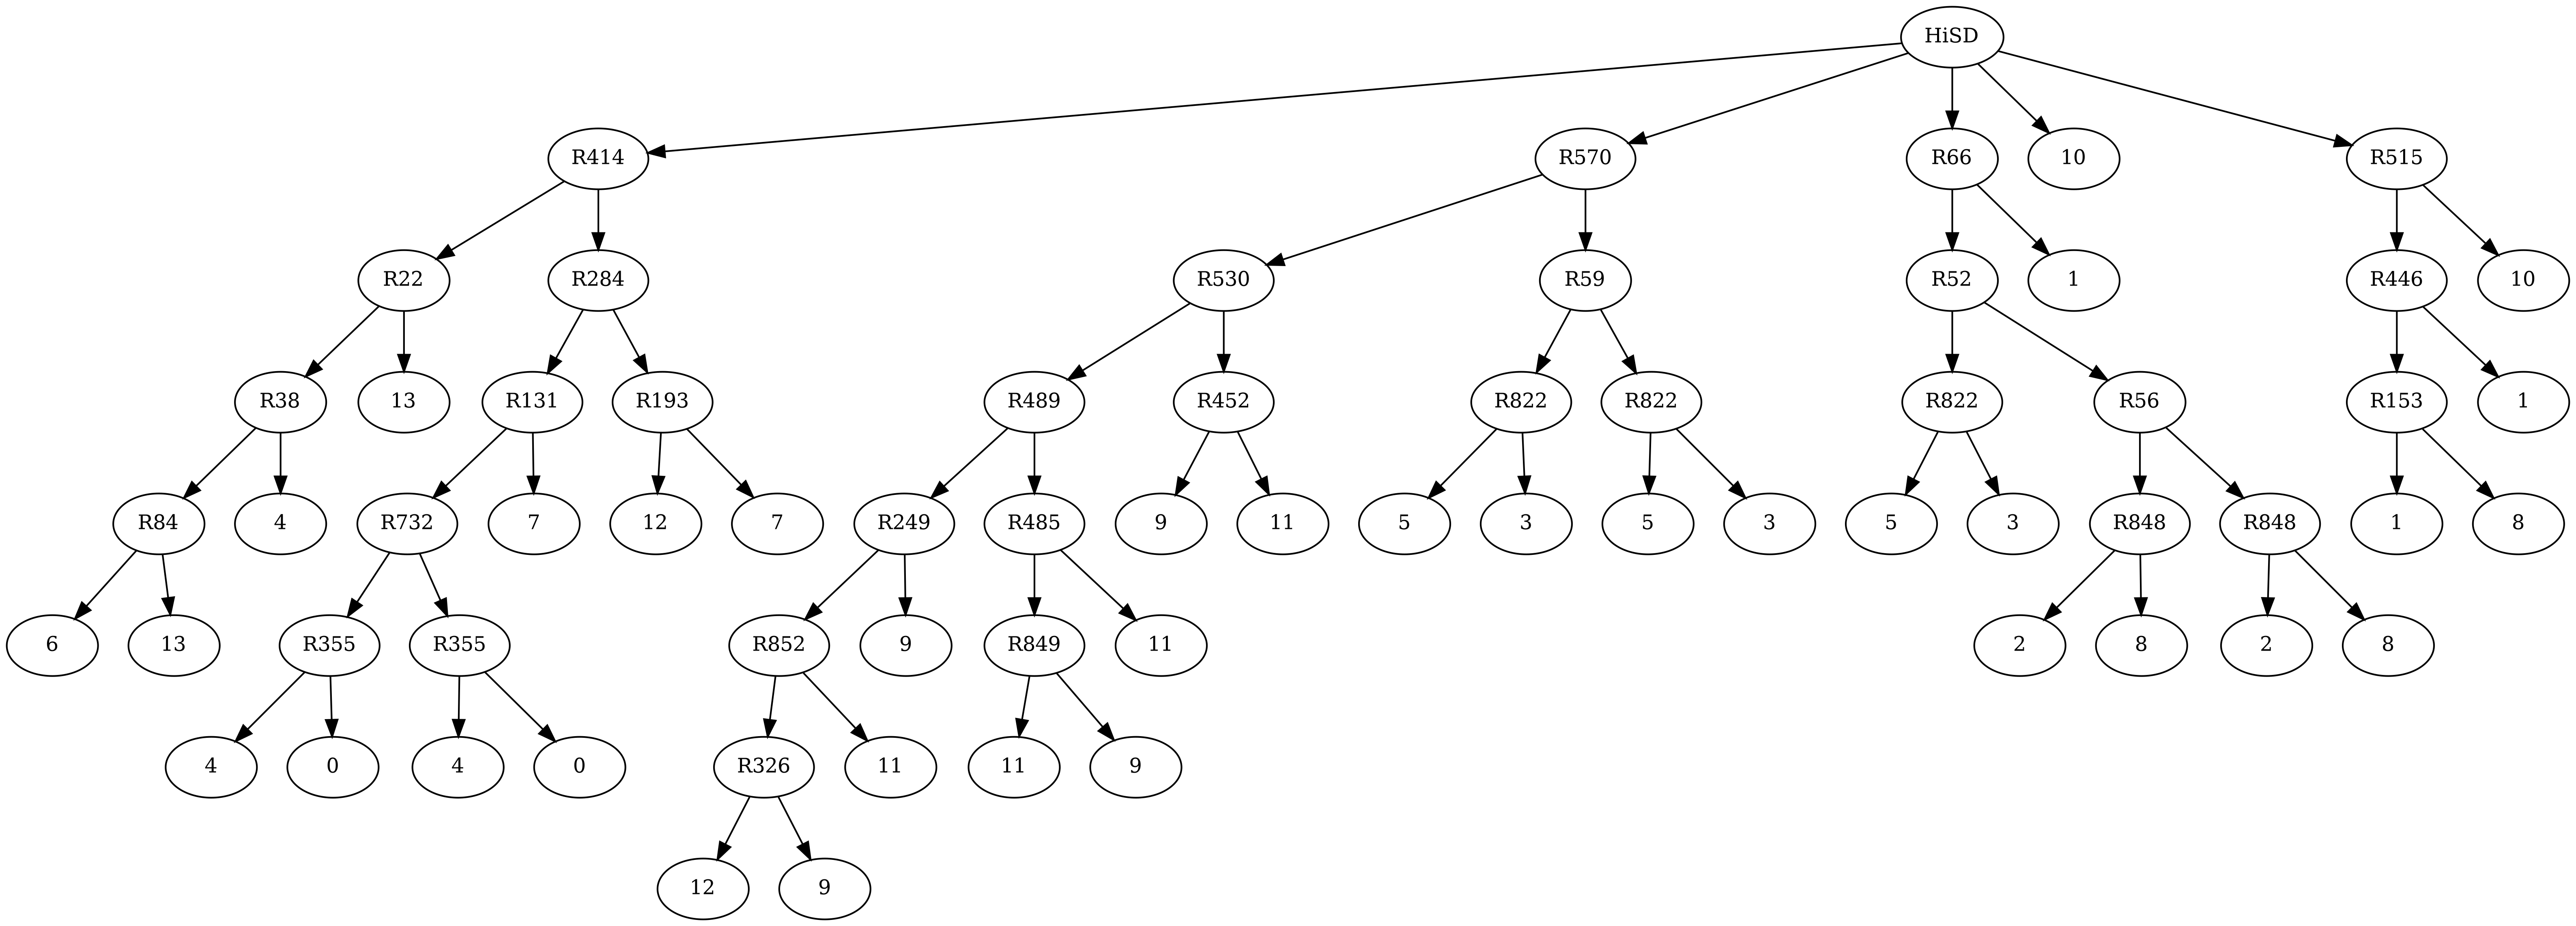 HiSD
R414 R570 R66 10 R515
R22 R284 R530 R59 R52 1 R446 10
R38 13 R131 R193 R489 R452 R822 R822 R822 R56 R153 1
R84 4 R732 7 12 7 R249 R485 9 11 5 3 5 3 5 3 R848 R848 1 8
6 13 R355 R355 R852 9 R849 11 2 8 2 8
4 0 4 0 R326 11 11 9
12 9